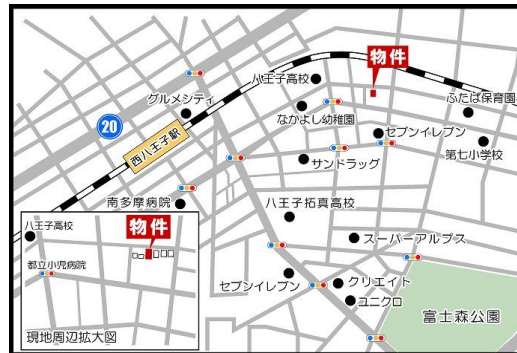 物件
八王子高校
グルメシティ
ふたば保育園
なかよし幼稚園
20
セブンイレブン
西八王子駅
第七小学校
サンドラッグ
南多摩病院
八王子拓真高校
物件
八王子高校
スーパーアルプス
都立小児病院
セブンイレブン
クリエイト
ユニクロ
富士森公園
現地周辺拡大図